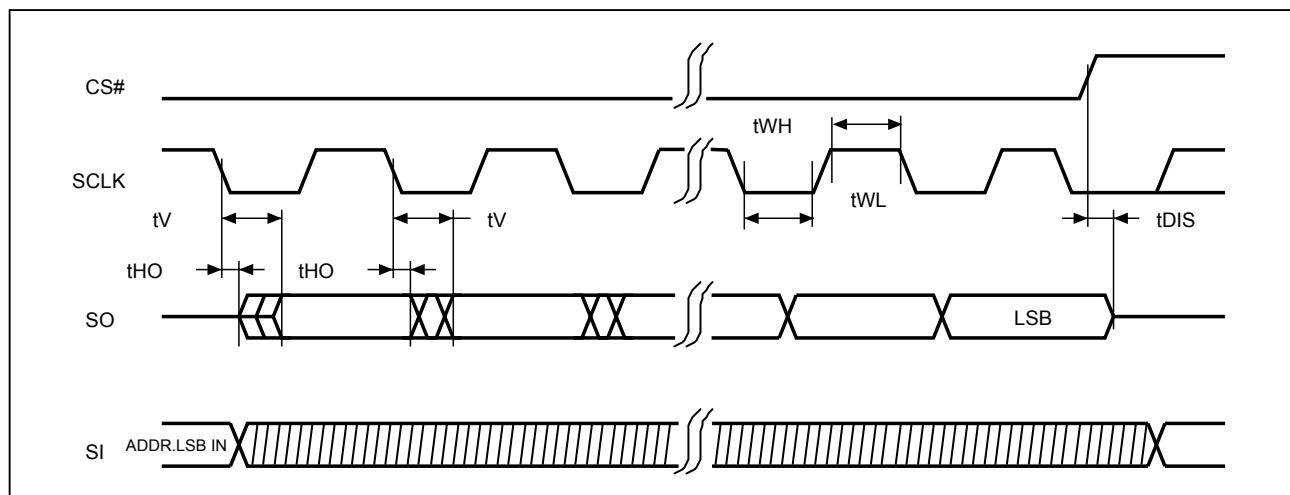 CS#
tWH
SCLK
tWL
tV
tV
tDIS
tHO
tHO
SO
LSB
SI
ADDR.LSB IN